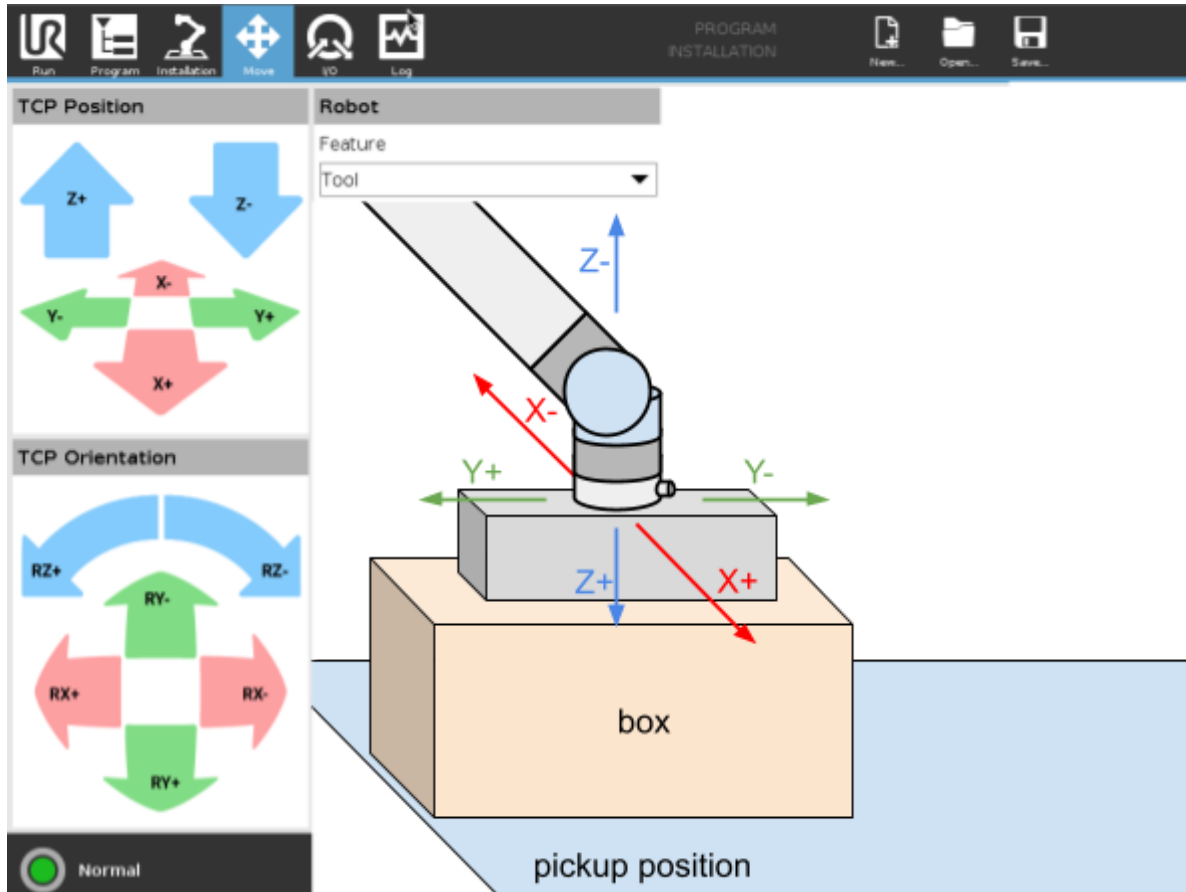 PROGRAM
INSTALLATION
Run
Program
Installation
Move
I/O
Log
New...
Open...
Save...
TCP Position
Robot
Feature
Tool
Z+
Z-
X-
Y-
Y+
X+
TCP Orientation
RZ+
RZ-
RY-
RX+
RX-
RY+
Normal
Z-
X-
Y+
Y-
Z+
X+
box
pickup position